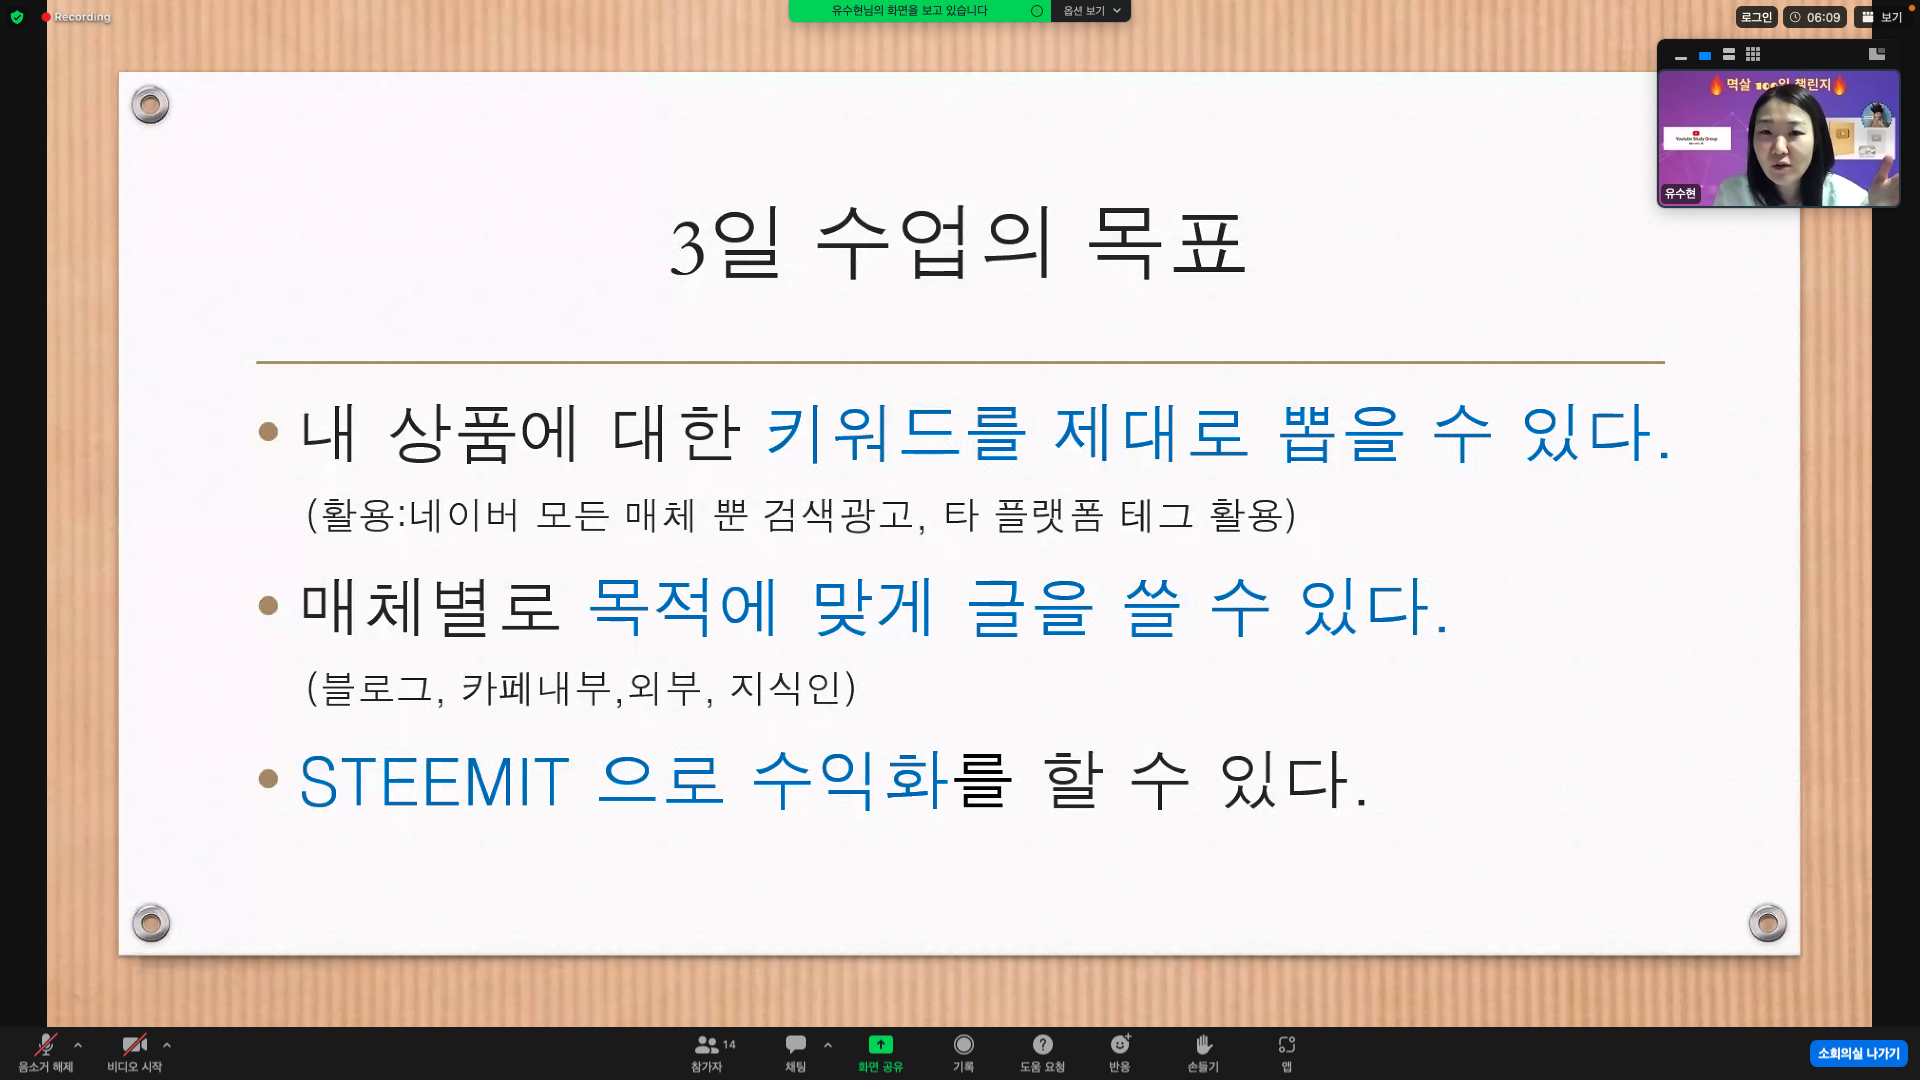 Recording
유수현님의 화면을 보고 있습니다
옵션 보기
로그인
06:09
보기
멱살 100일 챌린지
Youtube Study Group
유수현
3일 수업의 목표
• 내 상품에 대한 키워드를 제대로 뽑을 수 있다.
(활용:네이버 모든 매체 뿐 검색광고, 타 플랫폼 테그 활용)
• 매체별로 목적에 맞게 글을 쓸 수 있다.
(블로그, 카페내부,외부, 지식인)
• STEEMIT 으로 수익화를 할 수 있다.
음소거 해제
비디오 시작
14
참가자
채팅
화면 공유
기록
도움 요청
반응
손들기
앱
소회의실 나가기